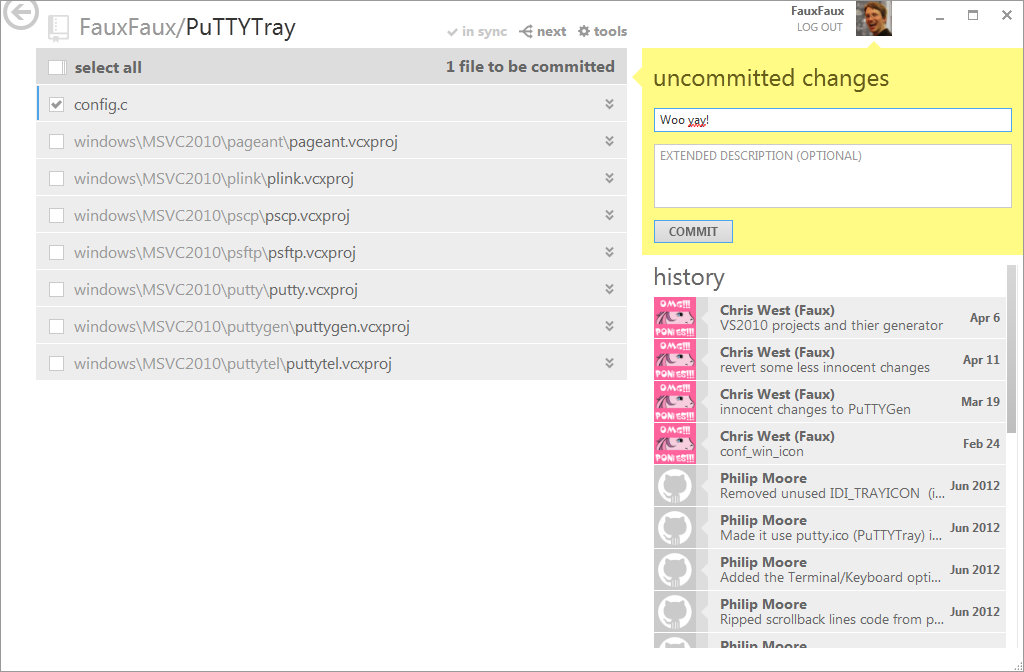 FauxFaux/PuTTYTray
in sync
next
tools
FauxFaux
LOG OUT
select all
1 file to be committed
config.c
windows\MSVC2010\pageant\pageant.vcxproj
windows\MSVC2010\plink\plink.vcxproj
windows\MSVC2010\pscp\pscp.vcxproj
windows\MSVC2010\psftp\psftp.vcxproj
windows\MSVC2010\putty\putty.vcxproj
windows\MSVC2010\puttygen\puttygen.vcxproj
windows\MSVC2010\puttytel\puttytel.vcxproj
uncommitted changes
Woo yay!
EXTENDED DESCRIPTION (OPTIONAL)
COMMIT
history
OMG!!!
PONIES!!!
Chris West (Faux)
VS2010 projects and thier generator
Apr 6
OMG!!!
PONIES!!!
Chris West (Faux)
revert some less innocent changes
Apr 11
OMG!!!
PONIES!!!
Chris West (Faux)
innocent changes to PuTTYGen
Mar 19
OMG!!!
PONIES!!!
Chris West (Faux)
conf_win_icon
Feb 24
Philip Moore
Removed unused IDI_TRAYICON (i...
Jun 2012
Philip Moore
Made it use putty.ico (PuTTYTray) i...
Jun 2012
Philip Moore
Added the Terminal/Keyboard opti...
Jun 2012
Philip Moore
Ripped scrollback lines code from p...
Jun 2012
Philip Moore